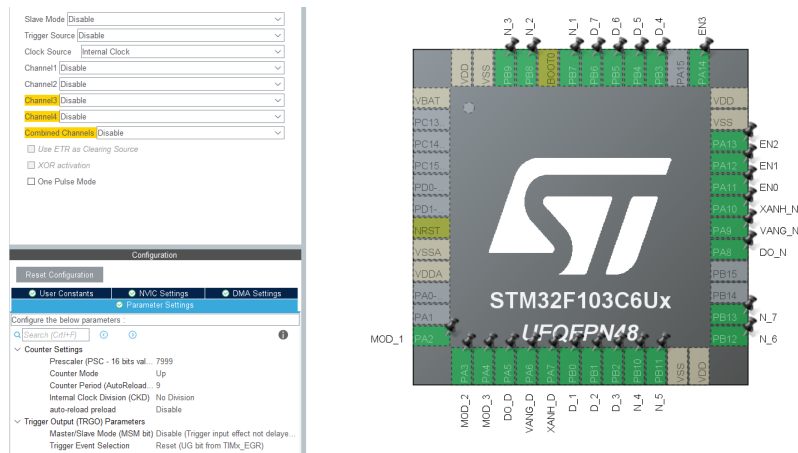 Slave Mode Disable
Trigger Source Disable
Clock Source Internal Clock
Channel1 Disable
Channel2 Disable
Channel3 Disable
Channel4 Disable
Combined Channels Disable
Use ETR as Clearing Source
XOR activation
One Pulse Mode
Configuration
Reset Configuration
User Constants NVIC Settings DMA Settings
Parameter Settings
Configure the below parameters :
Search (Ctrl+F)
Counter Settings
Prescaler (PSC - 16 bits val... 7999
Counter Mode Up
Counter Period (AutoReload... 9
Internal Clock Division (CKD) No Division
auto-reload preload Disable
Trigger Output (TRGO) Parameters
Master/Slave Mode (MSM bit) Disable (Trigger input effect not delaye...
Trigger Event Selection Reset (UG bit from TIMx_EGR)
N_3 N_2 N_1 D_7 D_6 D_5 D_4 EN3
VDD VSS PB9 PB8 BOOT0 PB7 PB6 PB5 PB4 PB3 PA15 PA14
VBAT VDD
PC13.. VSS
PC14.. PA13 EN2
PC15.. PA12 EN1
PD0-.. PA11 EN0
PD1-.. PA10 XANH_N
NRST PA9 VANG_N
VSSA PA8 DO_N
VDDA PB15
PA0-.. PB14
PA1 PB13 N_7
MOD_1 PA2 PB12 N_6
STM32F103C6Ux
UFQFPN48
PA3 PA4 PA5 PA6 PA7 PB0 PB1 PB2 PB10 PB11 VSS VDD
MOD_2 MOD_3 DO_D VANG_D XANH_D D_1 D_2 D_3 N_4 N_5